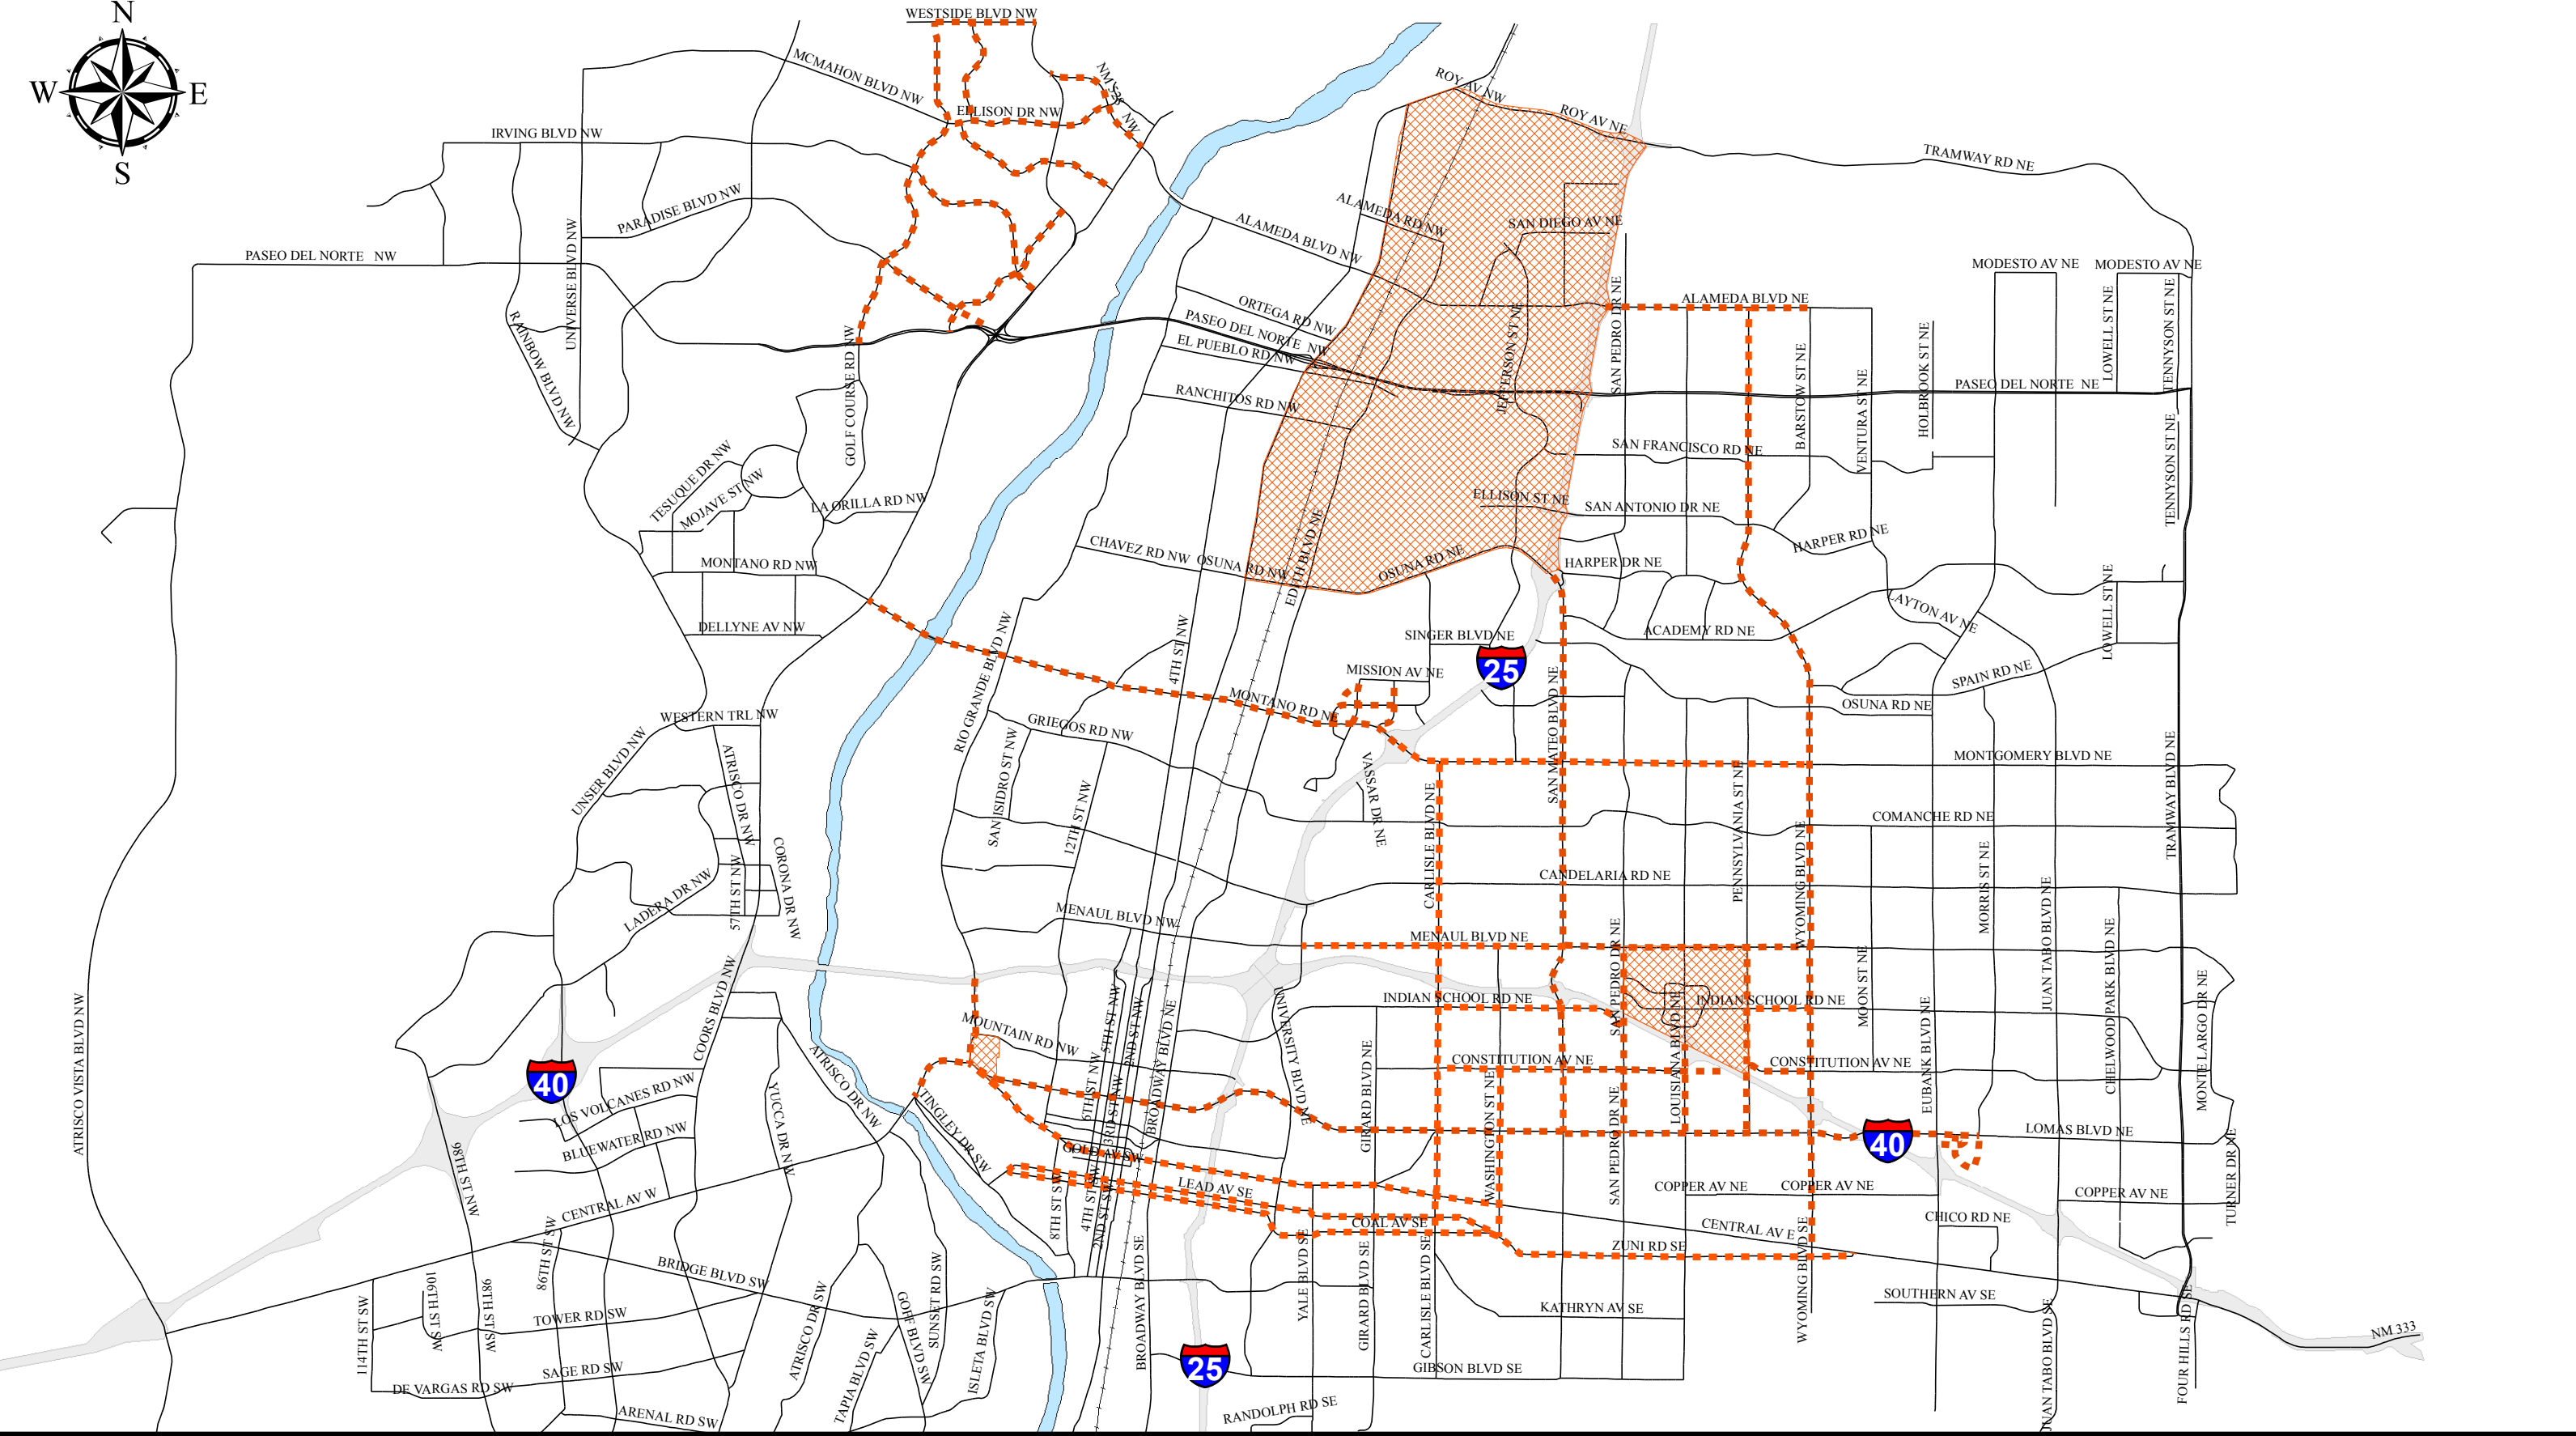 N
WESTSIDE BLVD NW
MCMAHON BLVD NW
NM 528 NW
ROY AV NW
W
E
ELLISON DR NW
ROY AV NE
IRVING BLVD NW
TRAMWAY RD NE
S
PARADISE BLVD NW
ALAMEDA RD NW
ALAMEDA BLVD NW
SAN DIEGO AV NE
PASEO DEL NORTE NW
UNIVERSE BLVD NW
MODESTO AV NE
MODESTO AV NE
ORTEGA RD NW
ALAMEDA BLVD NE
LOWELL ST NE
TENNYSON ST NE
RAINBOW BLVD NW
GOLF COURSE RD NW
PASEO DEL NORTE NW
EL PUEBLO RD NW
JEFFERSON ST NE
SAN PEDRO DR NE
BARSTOW ST NE
VENTURA ST NE
HOLBROOK ST NE
PASEO DEL NORTE NE
RANCHITOS RD NW
TENNYSON ST NE
SAN FRANCISCO RD NE
TESUQUE DR NW
MOJAVE ST NW
LA ORILLA RD NW
ELLISON ST NE
SAN ANTONIO DR NE
HARPER RD NE
CHAVEZ RD NW
OSUNA RD NW
EDITH BLVD NE
OSUNA RD NE
HARPER DR NE
MONTANO RD NW
LAYTON AV NE
LOWELL ST NE
DELLYNE AV NW
RIO GRANDE BLVD NW
4TH ST NW
SINGER BLVD NE
ACADEMY RD NE
25
MISSION AV NE
SAN MATEO BLVD NE
SPAIN RD NE
MONTANO RD NE
OSUNA RD NE
WESTERN TRL NW
GRIEGOS RD NW
SAN ISIDRO ST NW
UNSER BLVD NW
ATRISCO DR NW
VASSAR DR NE
MONTGOMERY BLVD NE
TRAMWAY BLVD NE
12TH ST NW
CARLISLE BLVD NE
PENNSYLVANIA ST NE
COMANCHE RD NE
WYOMING BLVD NE
CORONA DR NW
57TH ST NW
LADERA DR NW
CANDELARIA RD NE
MORRIS ST NE
JUAN TABO BLVD NE
MENAUL BLVD NW
MENAUL BLVD NE
SAN PEDRO DR NE
MOON ST NE
CHELWOOD PARK BLVD NE
MONTE LARGO DR NE
COORS BLVD NW
ATRISCO VISTA BLVD NW
5TH ST NW
2ND ST NW
BROADWAY BLVD NE
UNIVERSITY BLVD NE
INDIAN SCHOOL RD NE
INDIAN SCHOOL RD NE
LOUISIANA BLVD NE
EUBANK BLVD NE
MOUNTAIN RD NW
ATRISCO DR NW
GIRARD BLVD NE
CONSTITUTION AV NE
CONSTITUTION AV NE
40
LOS VOLCANES RD NW
YUCCA DR NW
6TH ST NW
3RD ST NW
WASHINGTON ST NE
SAN PEDRO DR NE
TINGLEY DR SW
BLUEWATER RD NW
40
LOMAS BLVD NE
TURNER DR NE
98TH ST NW
GOLD AV SW
LEAD AV SE
COPPER AV NE
COPPER AV NE
COPPER AV NE
CENTRAL AV W
8TH ST SW
4TH ST SW
2ND ST SW
COAL AV SE
CENTRAL AV E
CHICO RD NE
86TH ST SW
ZUNI RD SE
BRIDGE BLVD SW
114TH ST SW
106TH ST SW
98TH ST SW
SUNSET RD SW
GOFF BLVD SW
ISLETA BLVD SW
BROADWAY BLVD SE
YALE BLVD SE
GIRARD BLVD SE
CARLISLE BLVD SE
WYOMING BLVD SE
SOUTHERN AV SE
TOWER RD SW
ATRISCO DR SW
TAPIA BLVD SW
KATHRYN AV SE
FOUR HILLS RD SE
NM 333
SAGE RD SW
25
GIBSON BLVD SE
JUAN TABO BLVD SE
DE VARGAS RD SW
ARENAL RD SW
RANDOLPH RD SE